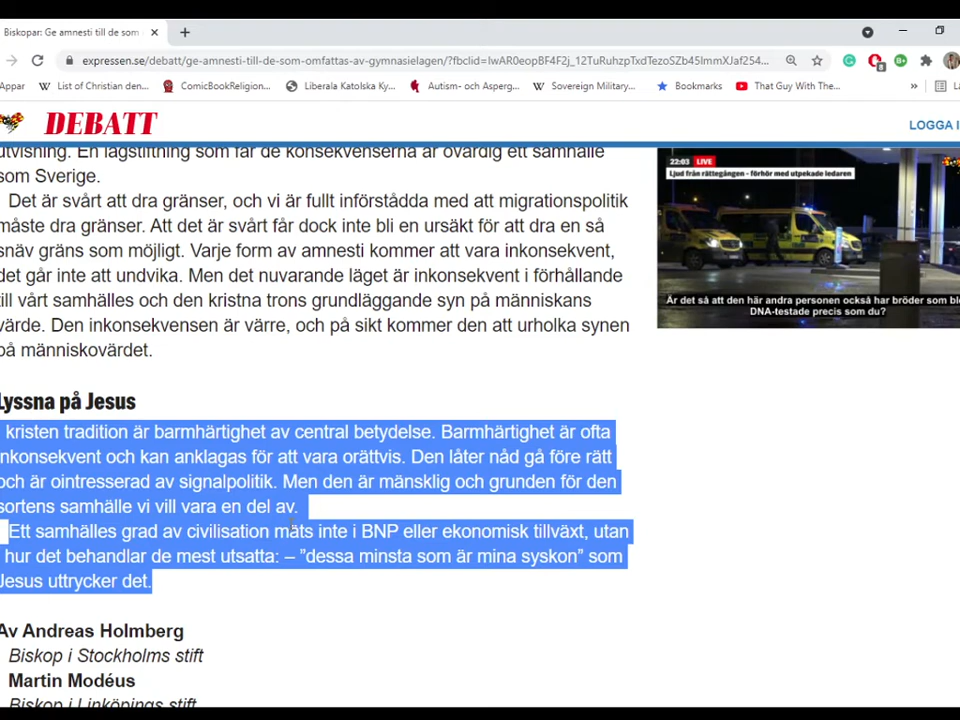 Biskopar: Ge amnesti till de som
expressen.se/debatt/ge-amnesti-till-de-som-omfattas-av-gymnasielagen/?fbclid=IwAR0eopBF4F2j_12TuRuhzpTxdTezoSZb45ImmXJaf254...
Appar
List of Christian den...
ComicBookReligion...
Liberala Katolska Ky...
Autism- och Asperg...
Sovereign Military...
Bookmarks
That Guy With The...
DEBATT
LOGGA I
utvisning. En lagstiftning som får de konsekvenserna är ovärdig ett samhälle
som Sverige.
Det är svårt att dra gränser, och vi är fullt införstådda med att migrationspolitik
måste dra gränser. Att det är svårt får dock inte bli en ursäkt för att dra en så
snäv gräns som möjligt. Varje form av amnesti kommer att vara inkonsekvent,
det går inte att undvika. Men det nuvarande läget är inkonsekvent i förhållande
till vårt samhälles och den kristna trons grundläggande syn på människans
värde. Den inkonsekvensen är värre, och på sikt kommer den att urholka synen
på människovärdet.
22:03 LIVE
Ljud från rättegången - förhör med utpekade ledaren
Är det så att den här andra personen också har bröder som ble
DNA-testade precis som du?
Lyssna på Jesus
kristen tradition är barmhärtighet av central betydelse. Barmhärtighet är ofta
inkonsekvent och kan anklagas för att vara orättvis. Den låter nåd gå före rätt
och är ointresserad av signalpolitik. Men den är mänsklig och grunden för den
sortens samhälle vi vill vara en del av.
Ett samhälles grad av civilisation mäts inte i BNP eller ekonomisk tillväxt, utan
hur det behandlar de mest utsatta: – ”dessa minsta som är mina syskon” som
Jesus uttrycker det.
Av Andreas Holmberg
Biskop i Stockholms stift
Martin Modéus
Biskop i Linköpings stift